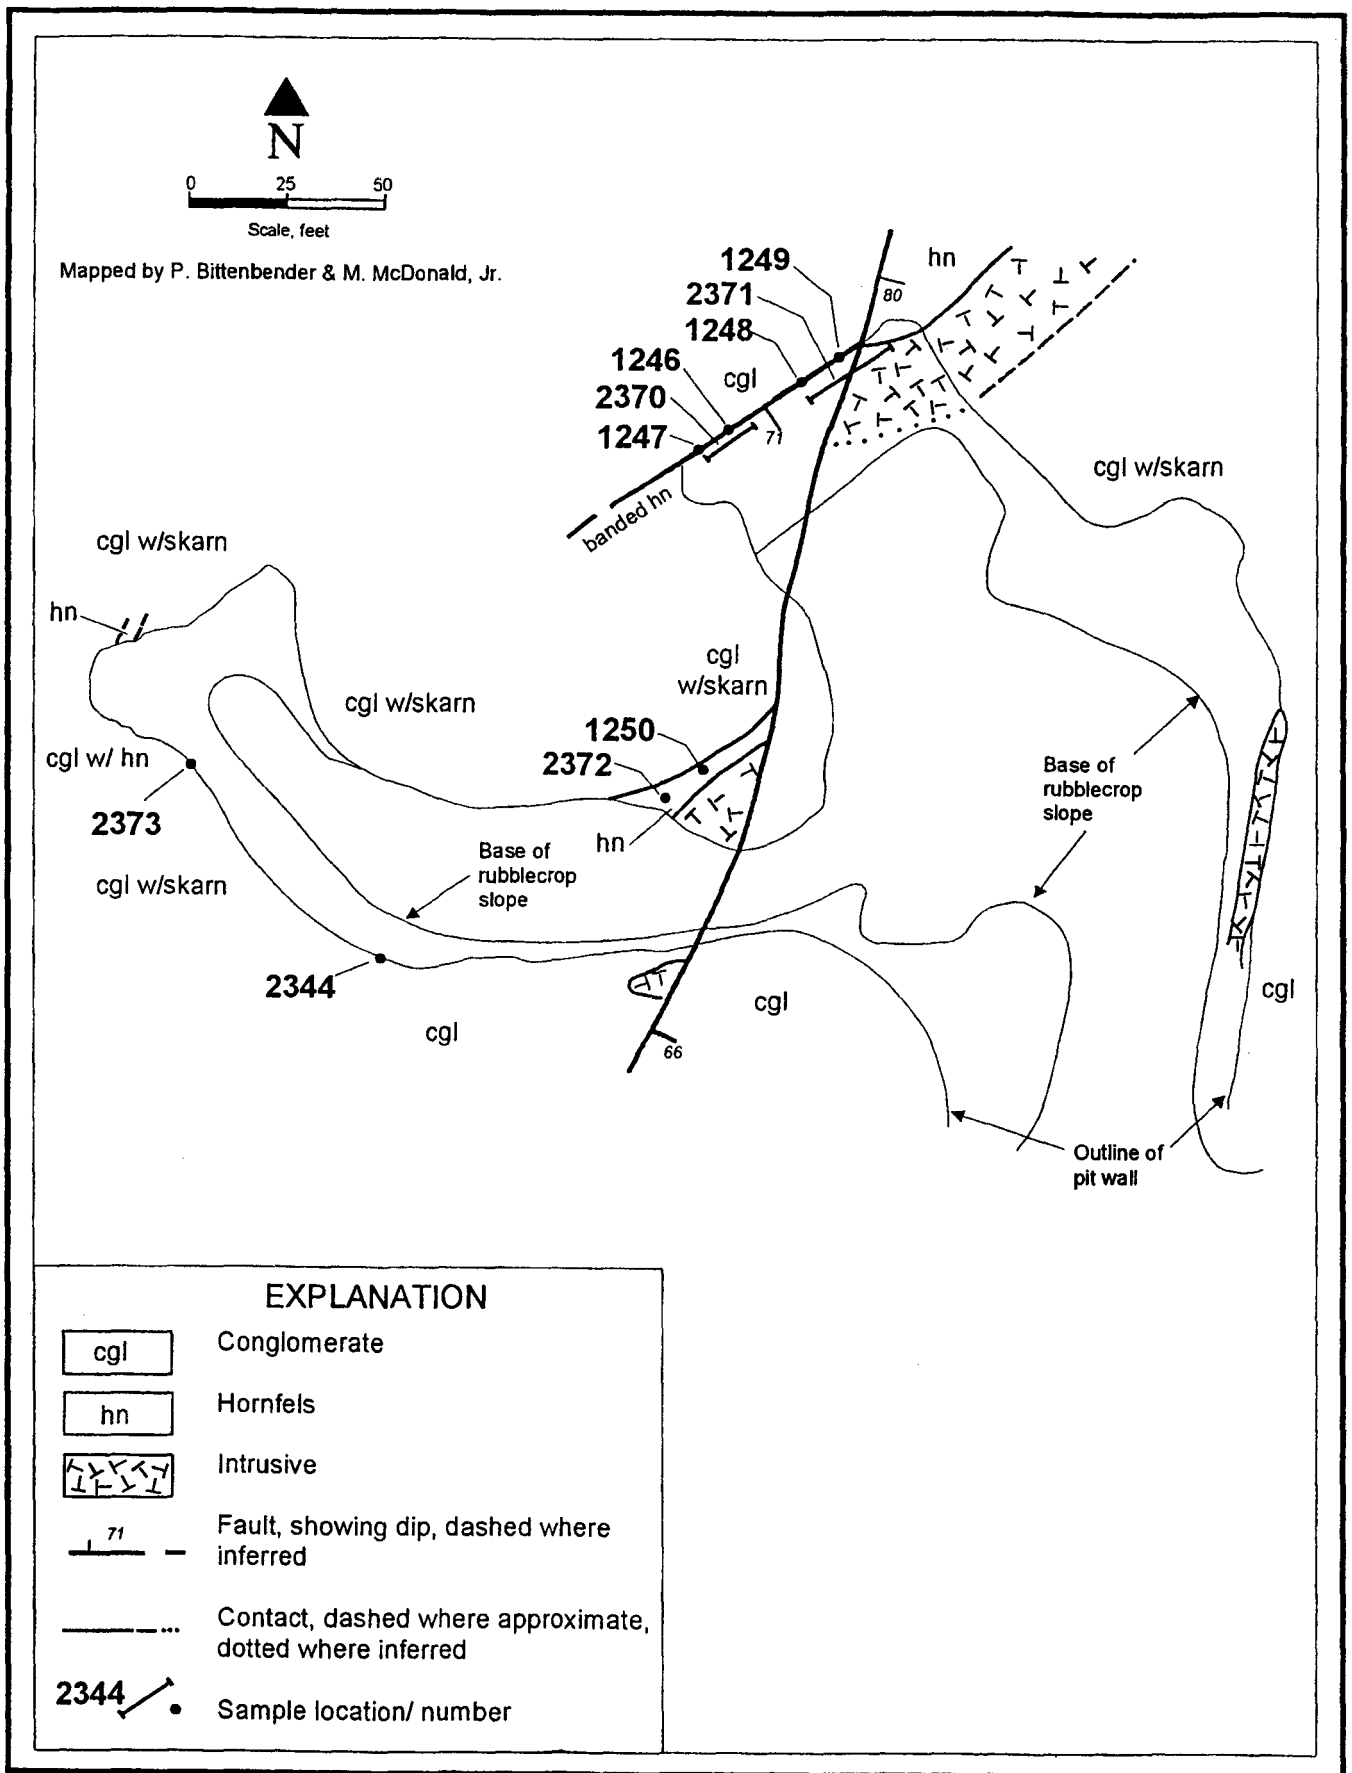 N
0 25 50
Scale, feet
Mapped by P. Bittenbender & M. McDonald, Jr.
1249
2371
1248
1246
2370
1247
hn
80
cgl
71
banded hn
cgl w/skarn
cgl w/skarn
hn
cgl w/skarn
cgl
w/skarn
1250
2372
hn
cgl w/ hn
2373
cgl w/skarn
Base of
rubblecrop
slope
Base of
rubblecrop
slope
2344
cgl
cgl
cgl
66
Outline of
pit wall
EXPLANATION
cgl Conglomerate
hn Hornfels
Intrusive
71 Fault, showing dip, dashed where
inferred
Contact, dashed where approximate,
dotted where inferred
2344 Sample location/ number